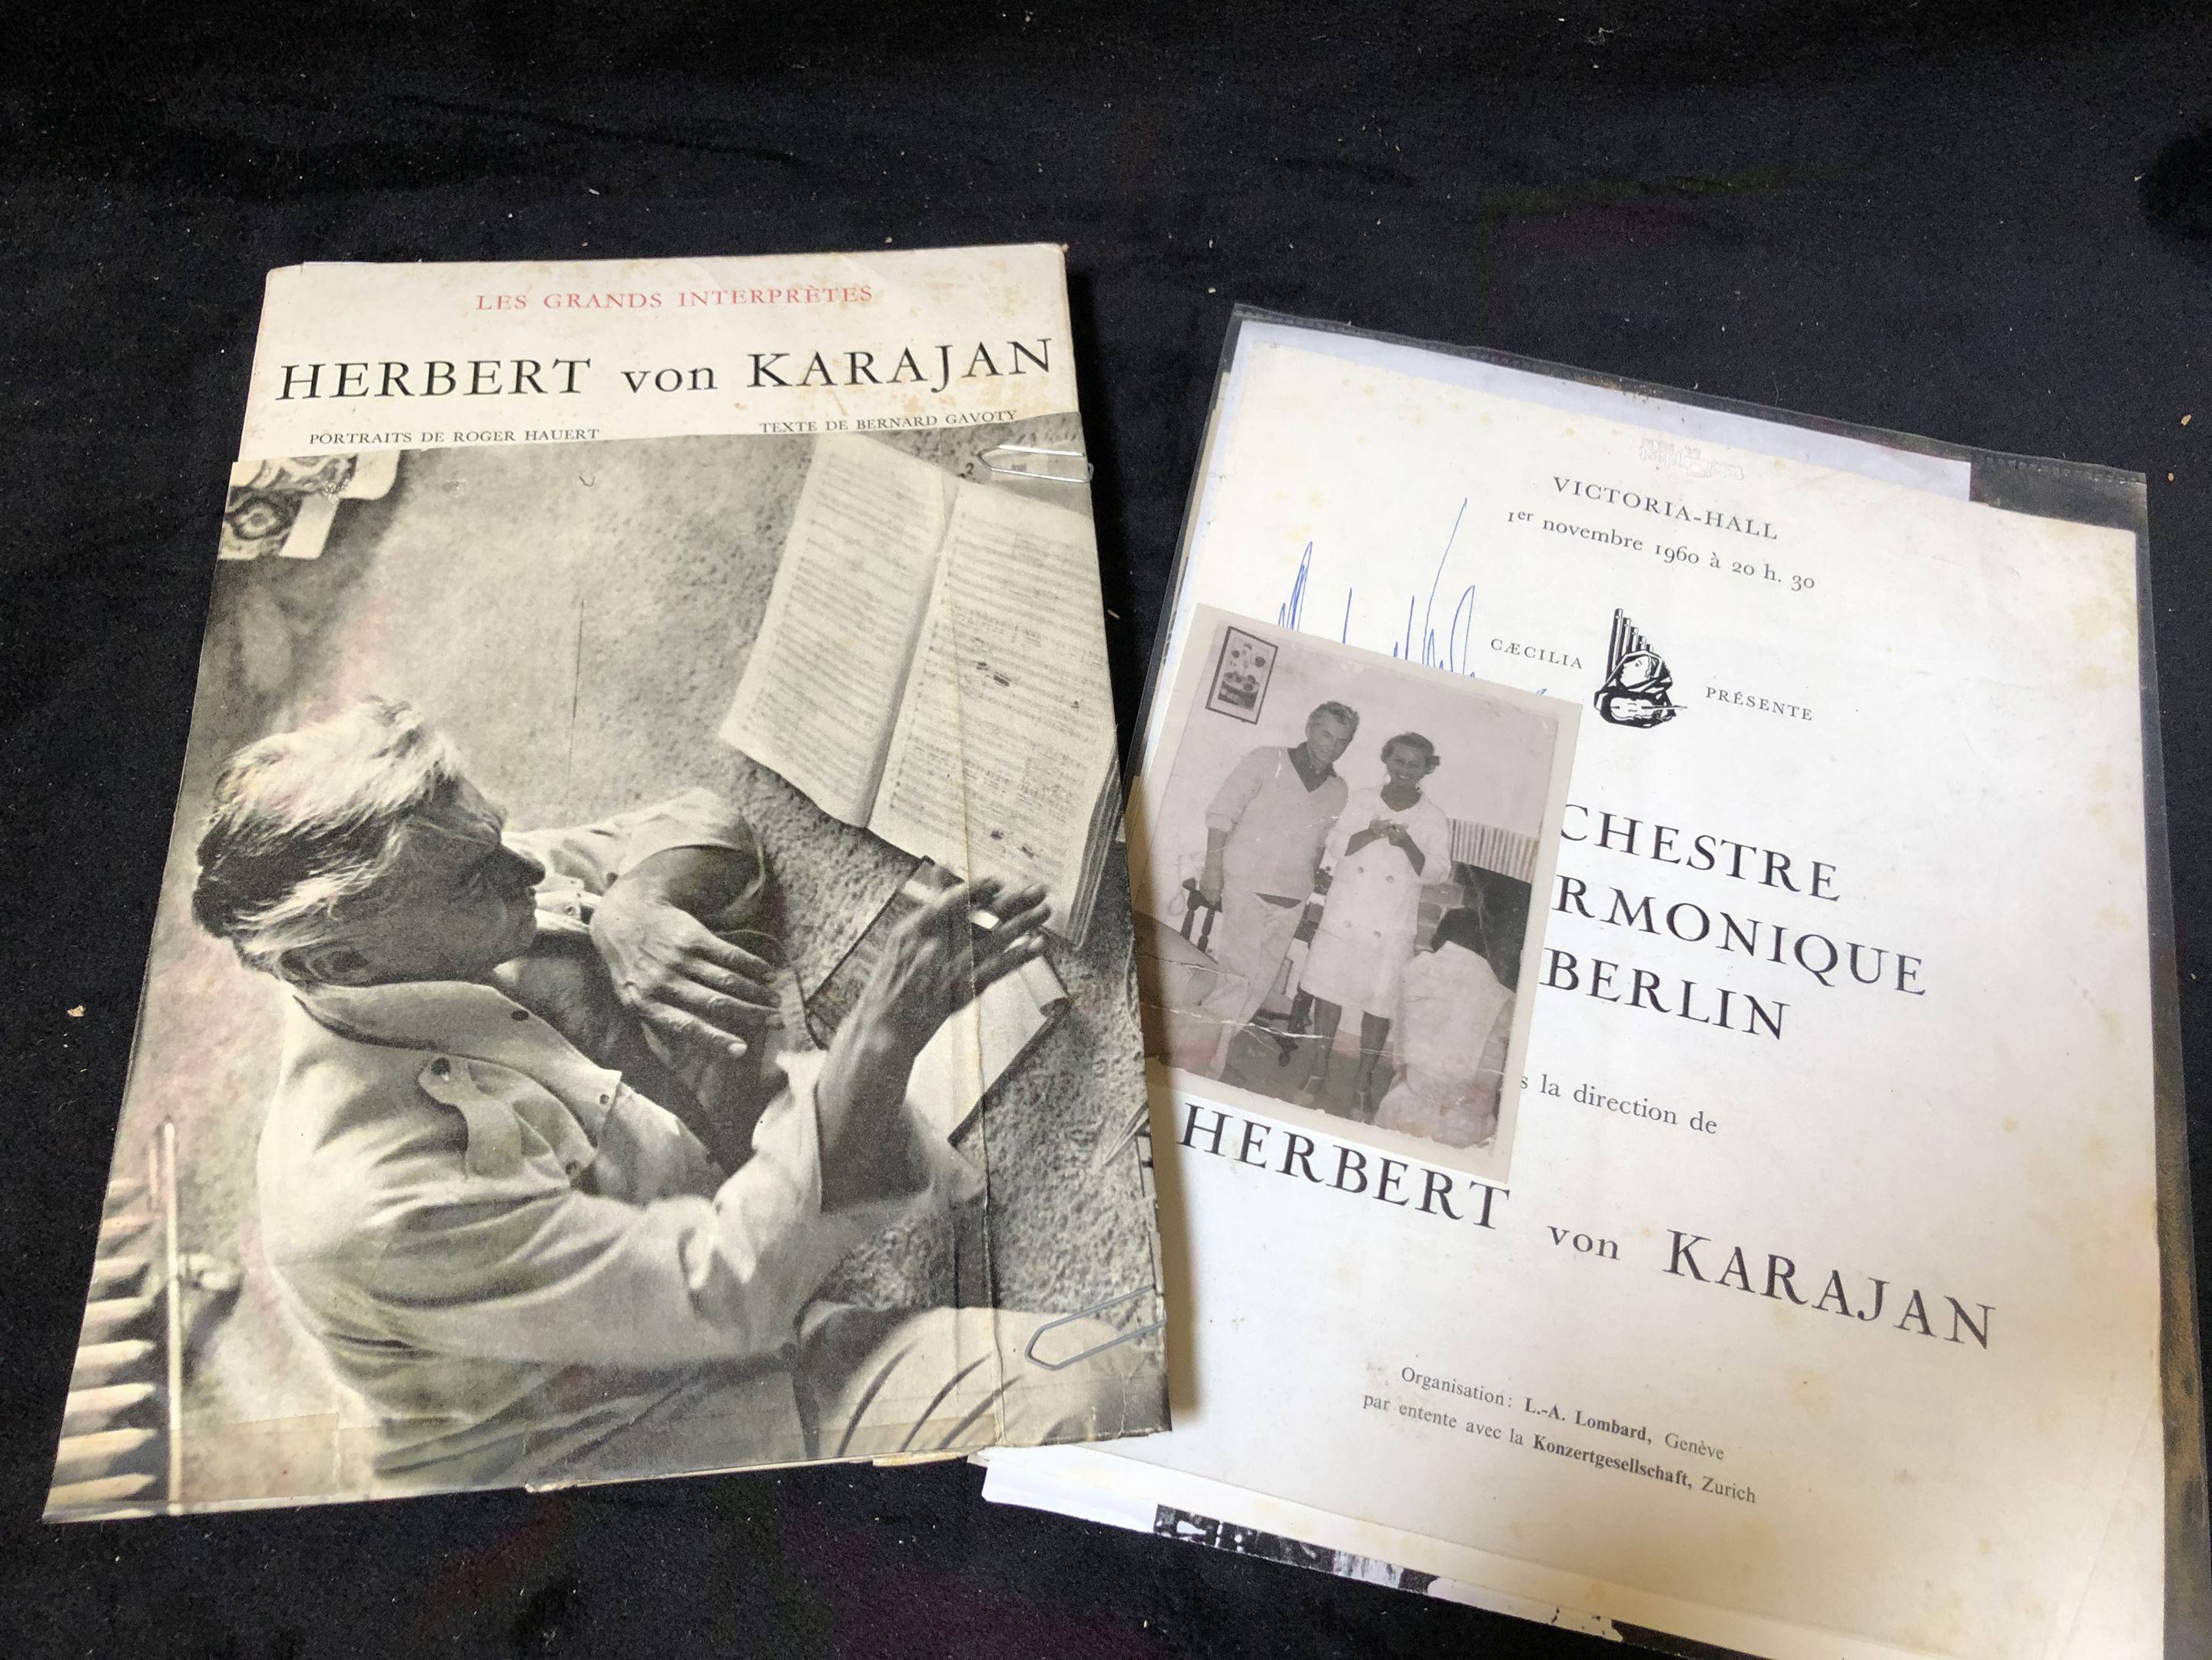 LES GRANDS INTERPRÈTES
HERBERT von KARAJAN
PORTRAITS DE ROGER HAUERT
TEXTE DE BERNARD GAVOTY
VICTORIA-HALL
1er novembre 1960 à 20 h. 30
CÆCILIA PRÉSENTE
CHESTRE
RMONIQUE
BERLIN
s la direction de
HERBERT von KARAJAN
Organisation: L.-A. Lombard, Genève
par entente avec la Konzertgesellschaft, Zurich